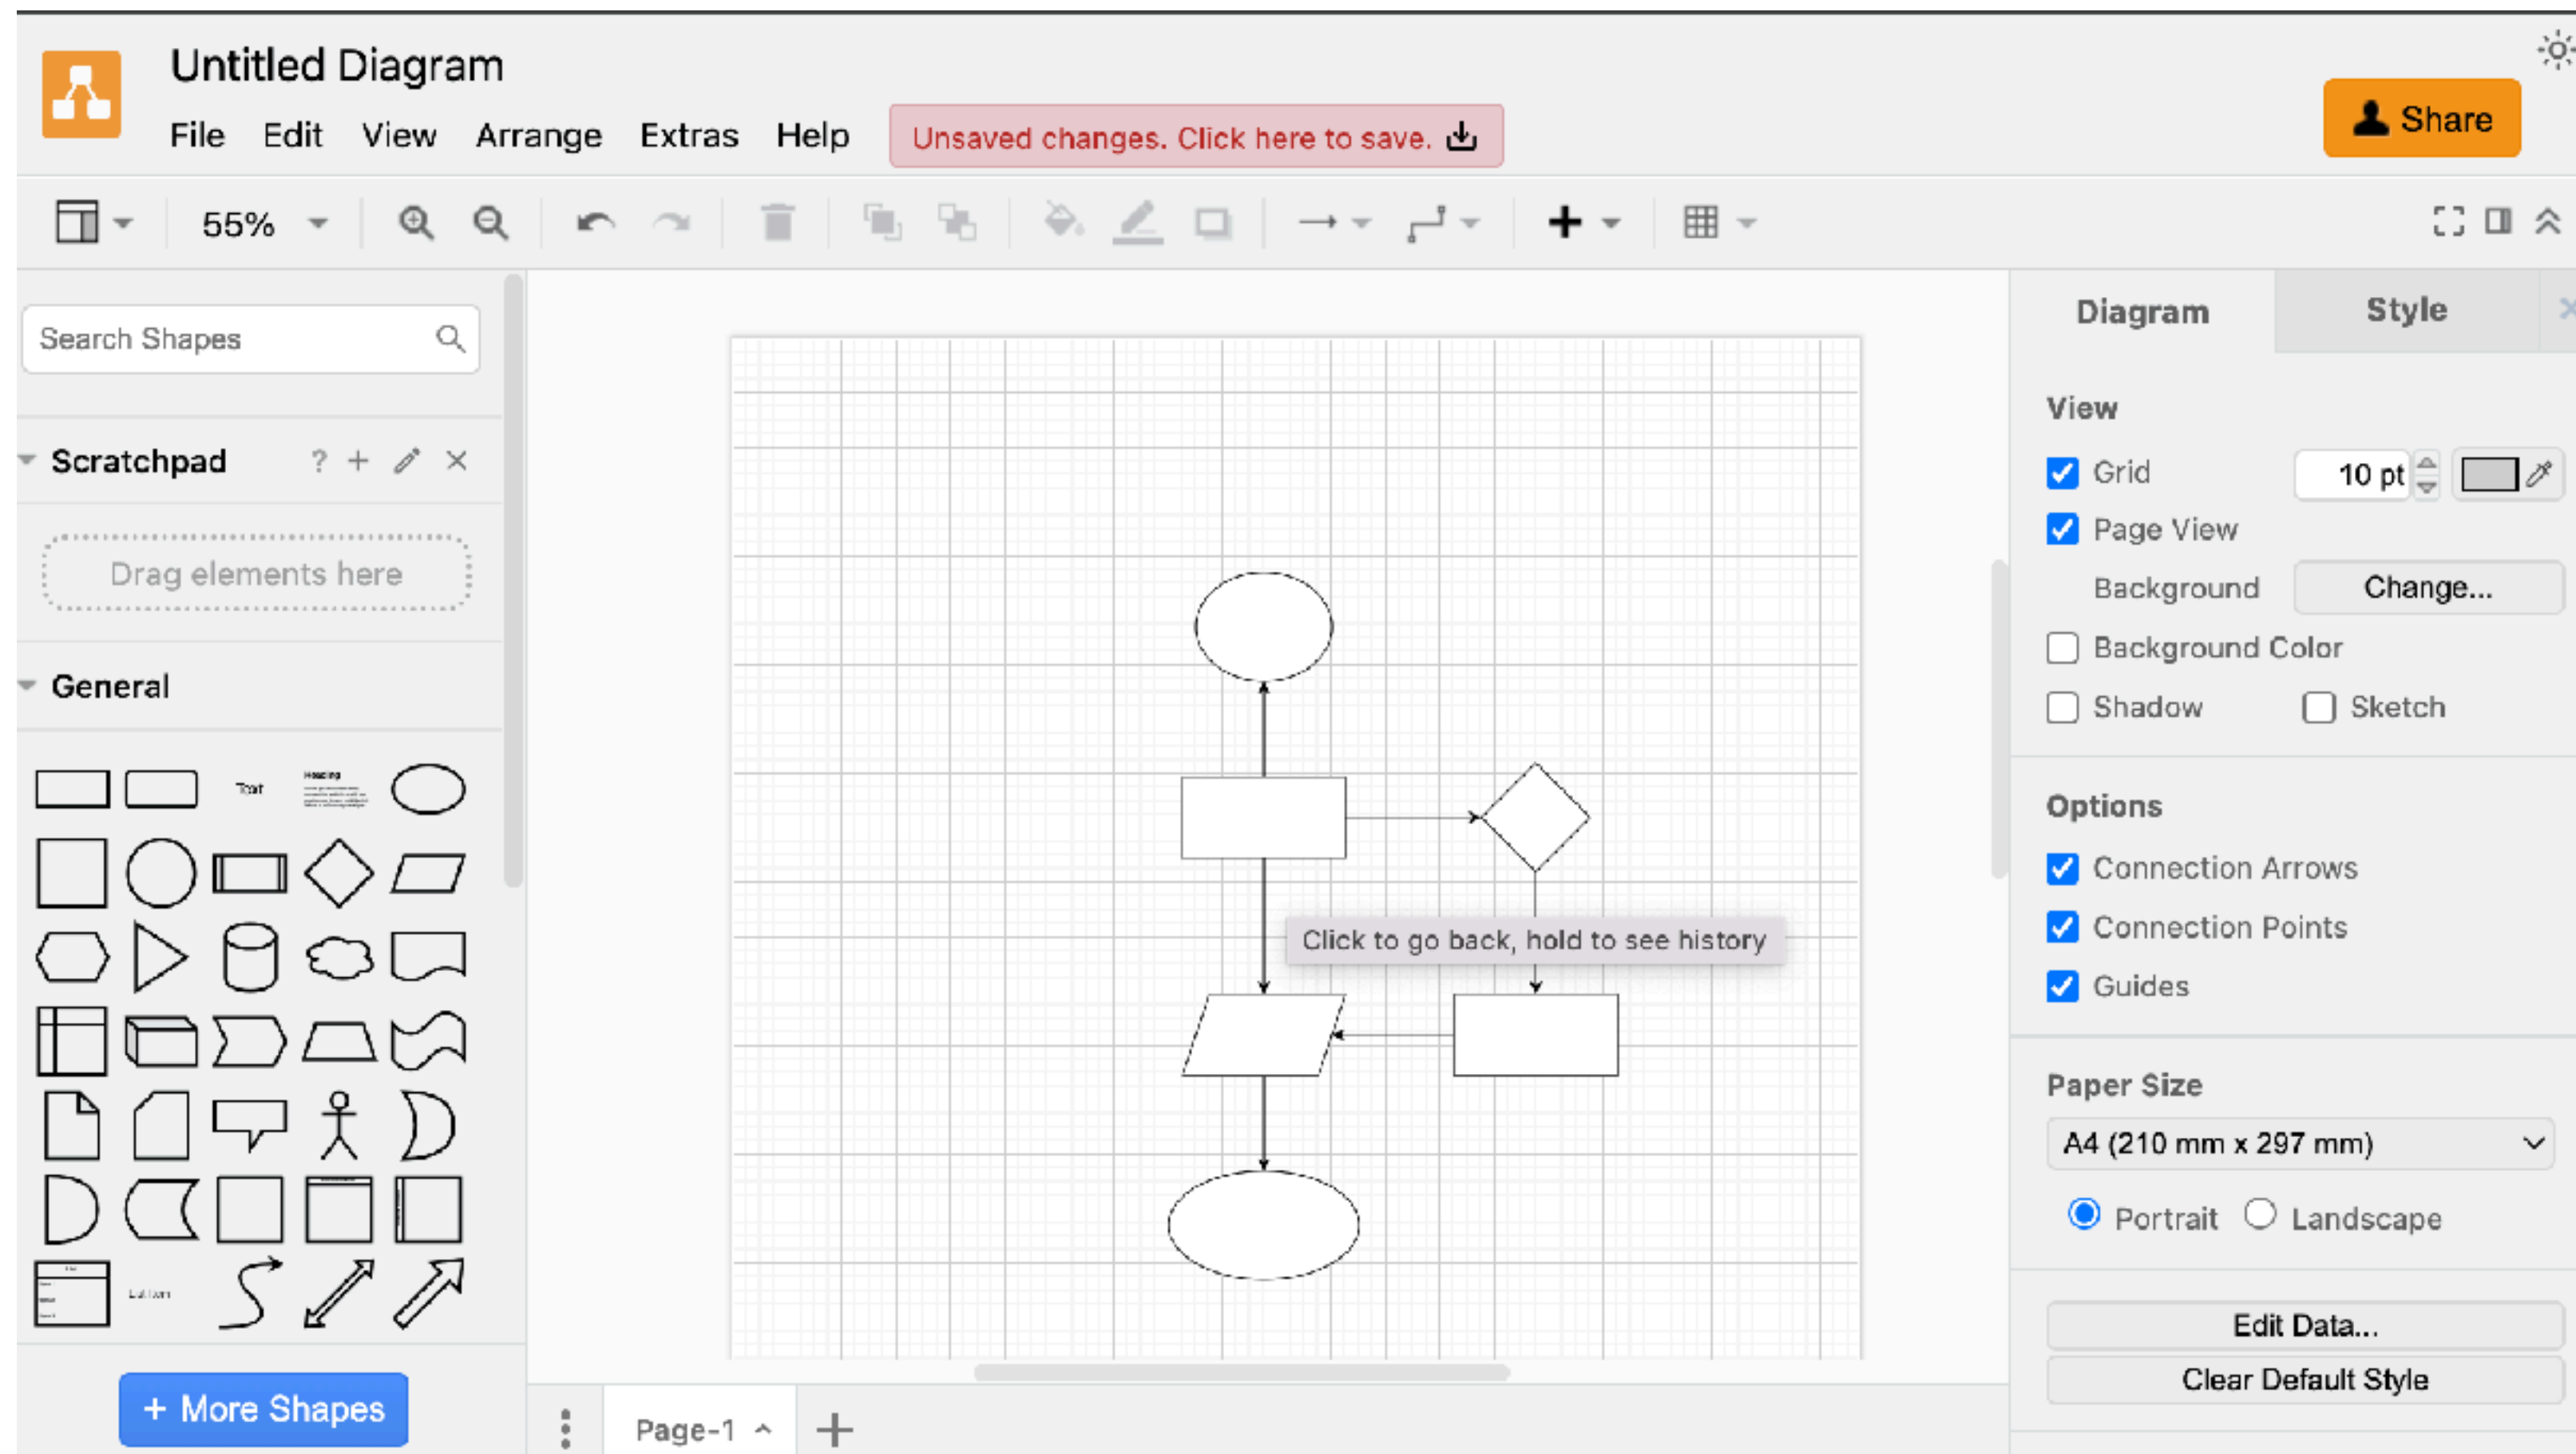 Untitled Diagram
File Edit View Arrange Extras Help Unsaved changes. Click here to save. Share
55%
Search Shapes
Scratchpad ? +
Drag elements here
General
Text Heading
List Item
+ More Shapes
Click to go back, hold to see history
Page-1
Diagram Style
View
Grid 10 pt
Page View
Background Change...
Background Color
Shadow Sketch
Options
Connection Arrows
Connection Points
Guides
Paper Size
A4 (210 mm x 297 mm)
Portrait Landscape
Edit Data...
Clear Default Style